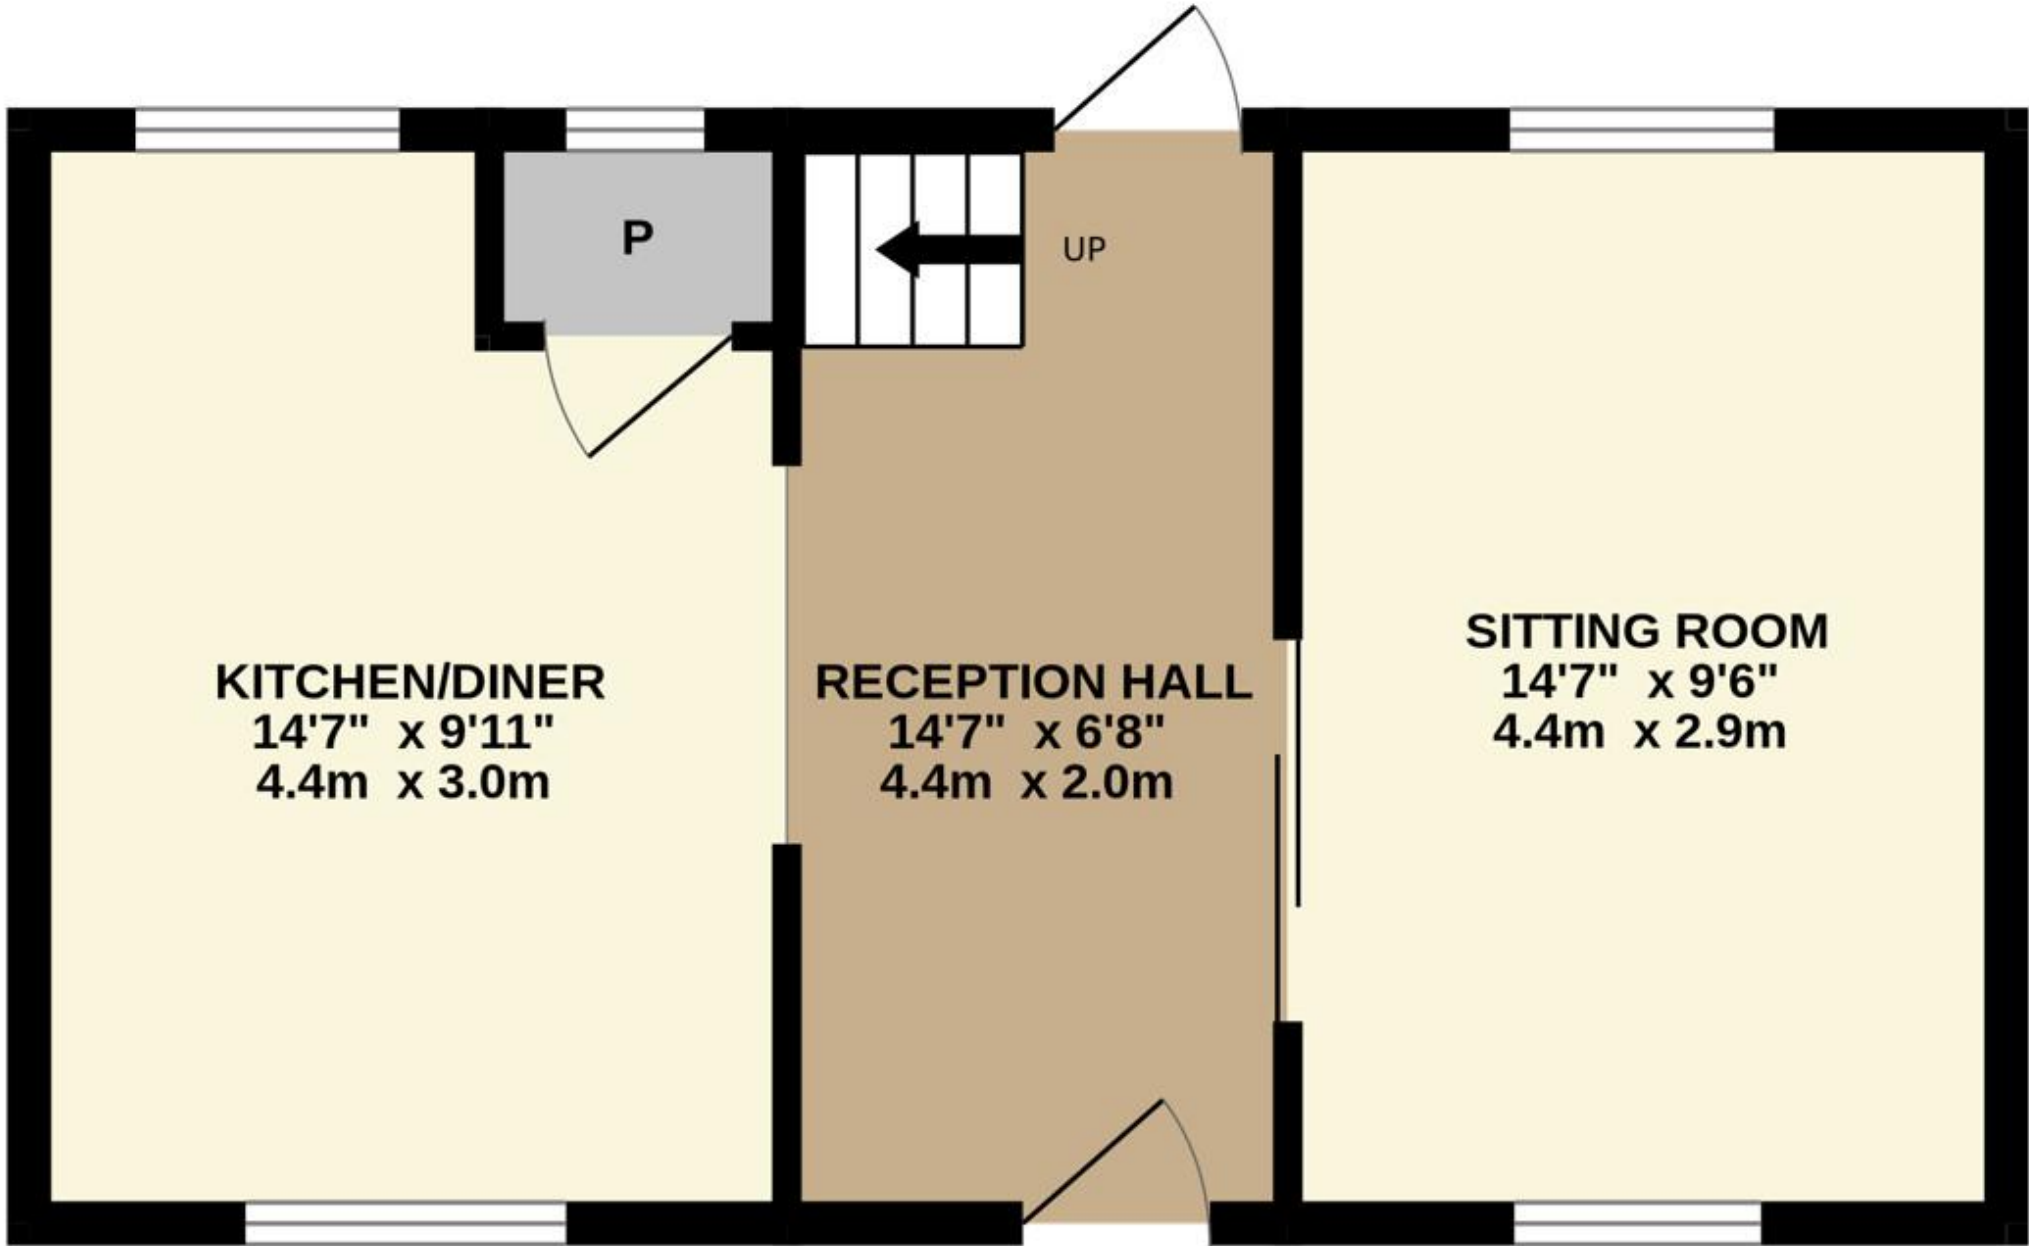 P
UP
KITCHEN/DINER
14'7" x 9'11"
4.4m x 3.0m
RECEPTION HALL
14'7" x 6'8"
4.4m x 2.0m
SITTING ROOM
14'7" x 9'6"
4.4m x 2.9m